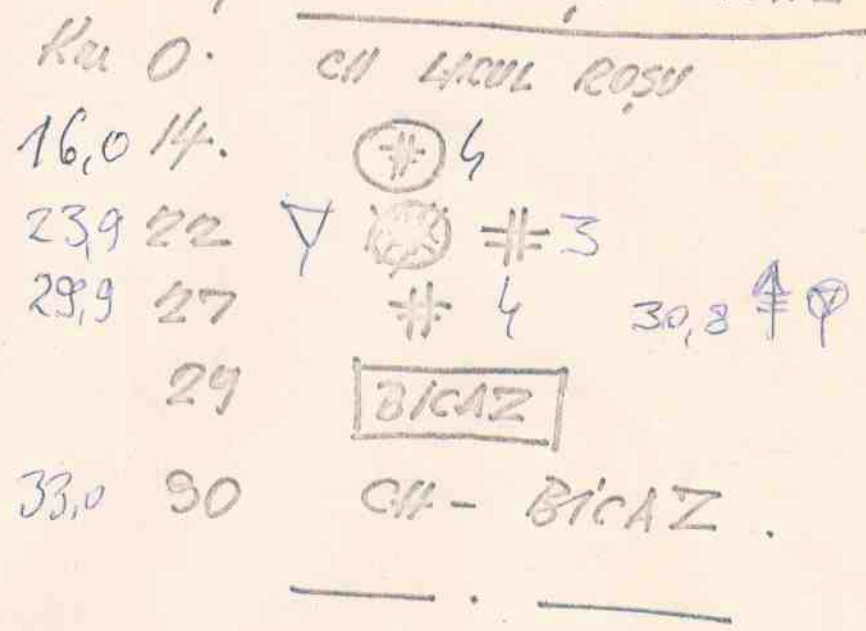 Km 0. CH LACUL ROȘU
16,0 14. 4
23,9 22 3
29,9 27 4 30,8
29 BICAZ
33,0 30 CH - BICAZ.